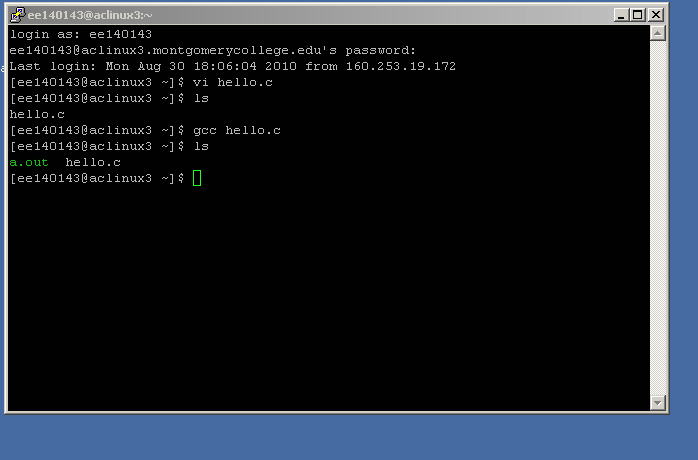 ee140143@aclinux3:~
login as: ee140143
ee140143@aclinux3.montgomerycollege.edu's password:
Last login: Mon Aug 30 18:06:04 2010 from 160.253.19.172
[ee140143@aclinux3 ~]$ vi hello.c
[ee140143@aclinux3 ~]$ ls
hello.c
[ee140143@aclinux3 ~]$ gcc hello.c
[ee140143@aclinux3 ~]$ ls
a.out  hello.c
[ee140143@aclinux3 ~]$